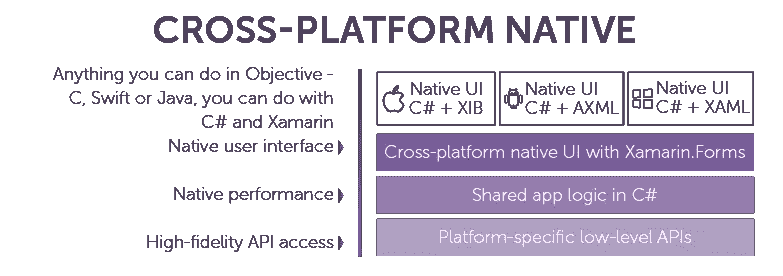 CROSS-PLATFORM NATIVE
Anything you can do in Objective -
C, Swift or Java, you can do with
C# and Xamarin
Native user interface
Native performance
High-fidelity API access
Native UI
C# + XIB
Native UI
C# + AXML
Native UI
C# + XAML
Cross-platform native UI with Xamarin.Forms
Shared app logic in C#
Platform-specific low-level APIs